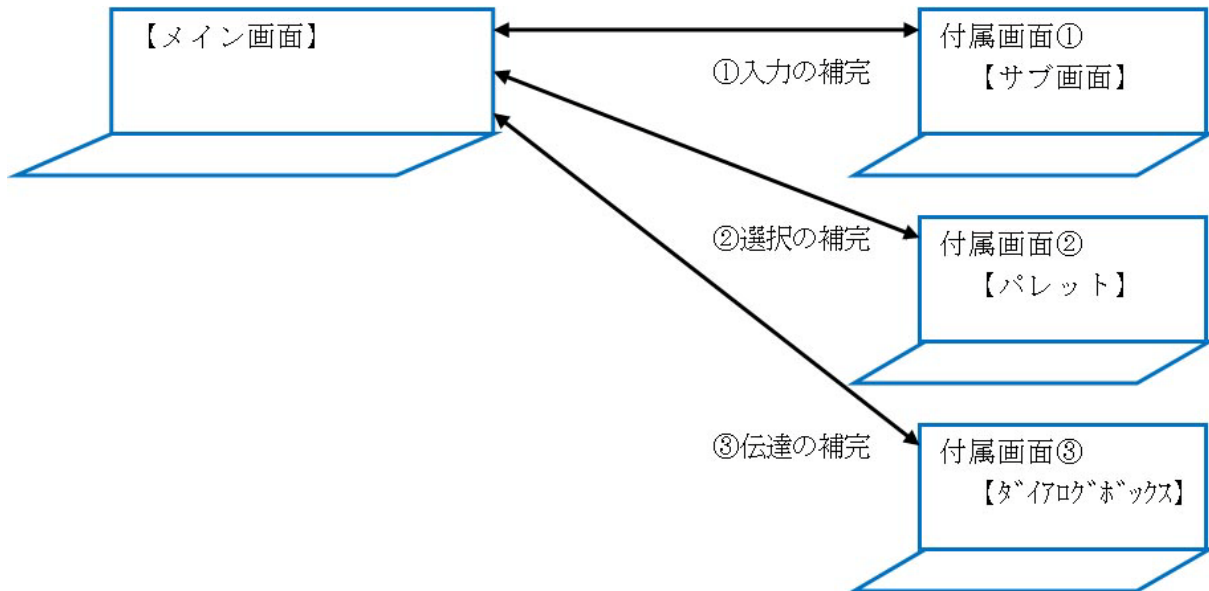 【メイン画面】
付属画面①
【サブ画面】
①入力の補完
付属画面②
【パレット】
②選択の補完
付属画面③
【ﾀﾞｲｱﾛｸﾞﾎﾞｯｸｽ】
③伝達の補完